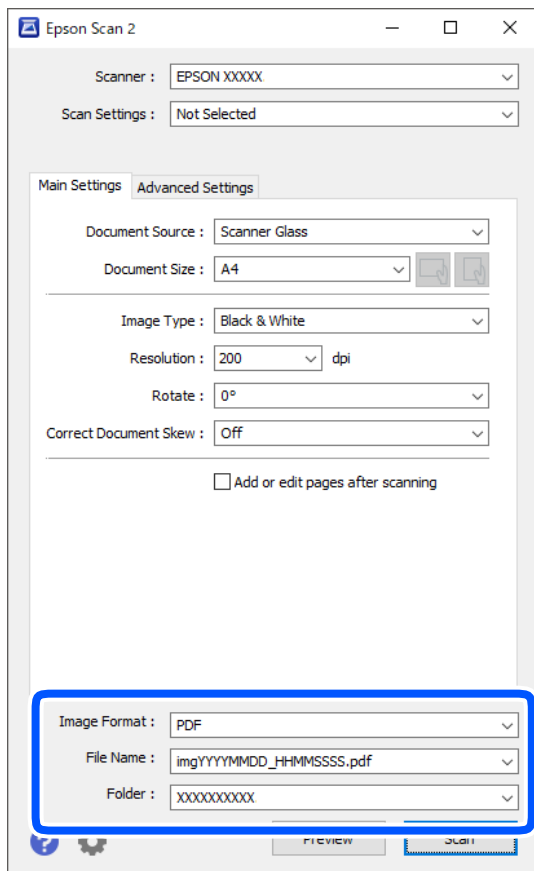 Epson Scan 2
Scanner : EPSON XXXXX
Scan Settings : Not Selected
Main Settings Advanced Settings
Document Source : Scanner Glass
Document Size : A4
Image Type : Black & White
Resolution : 200 dpi
Rotate : 0°
Correct Document Skew : Off
Add or edit pages after scanning
Image Format : PDF
File Name : imgYYYYMMDD_HHMMSSSS.pdf
Folder : XXXXXXXXXX
Preview Scan